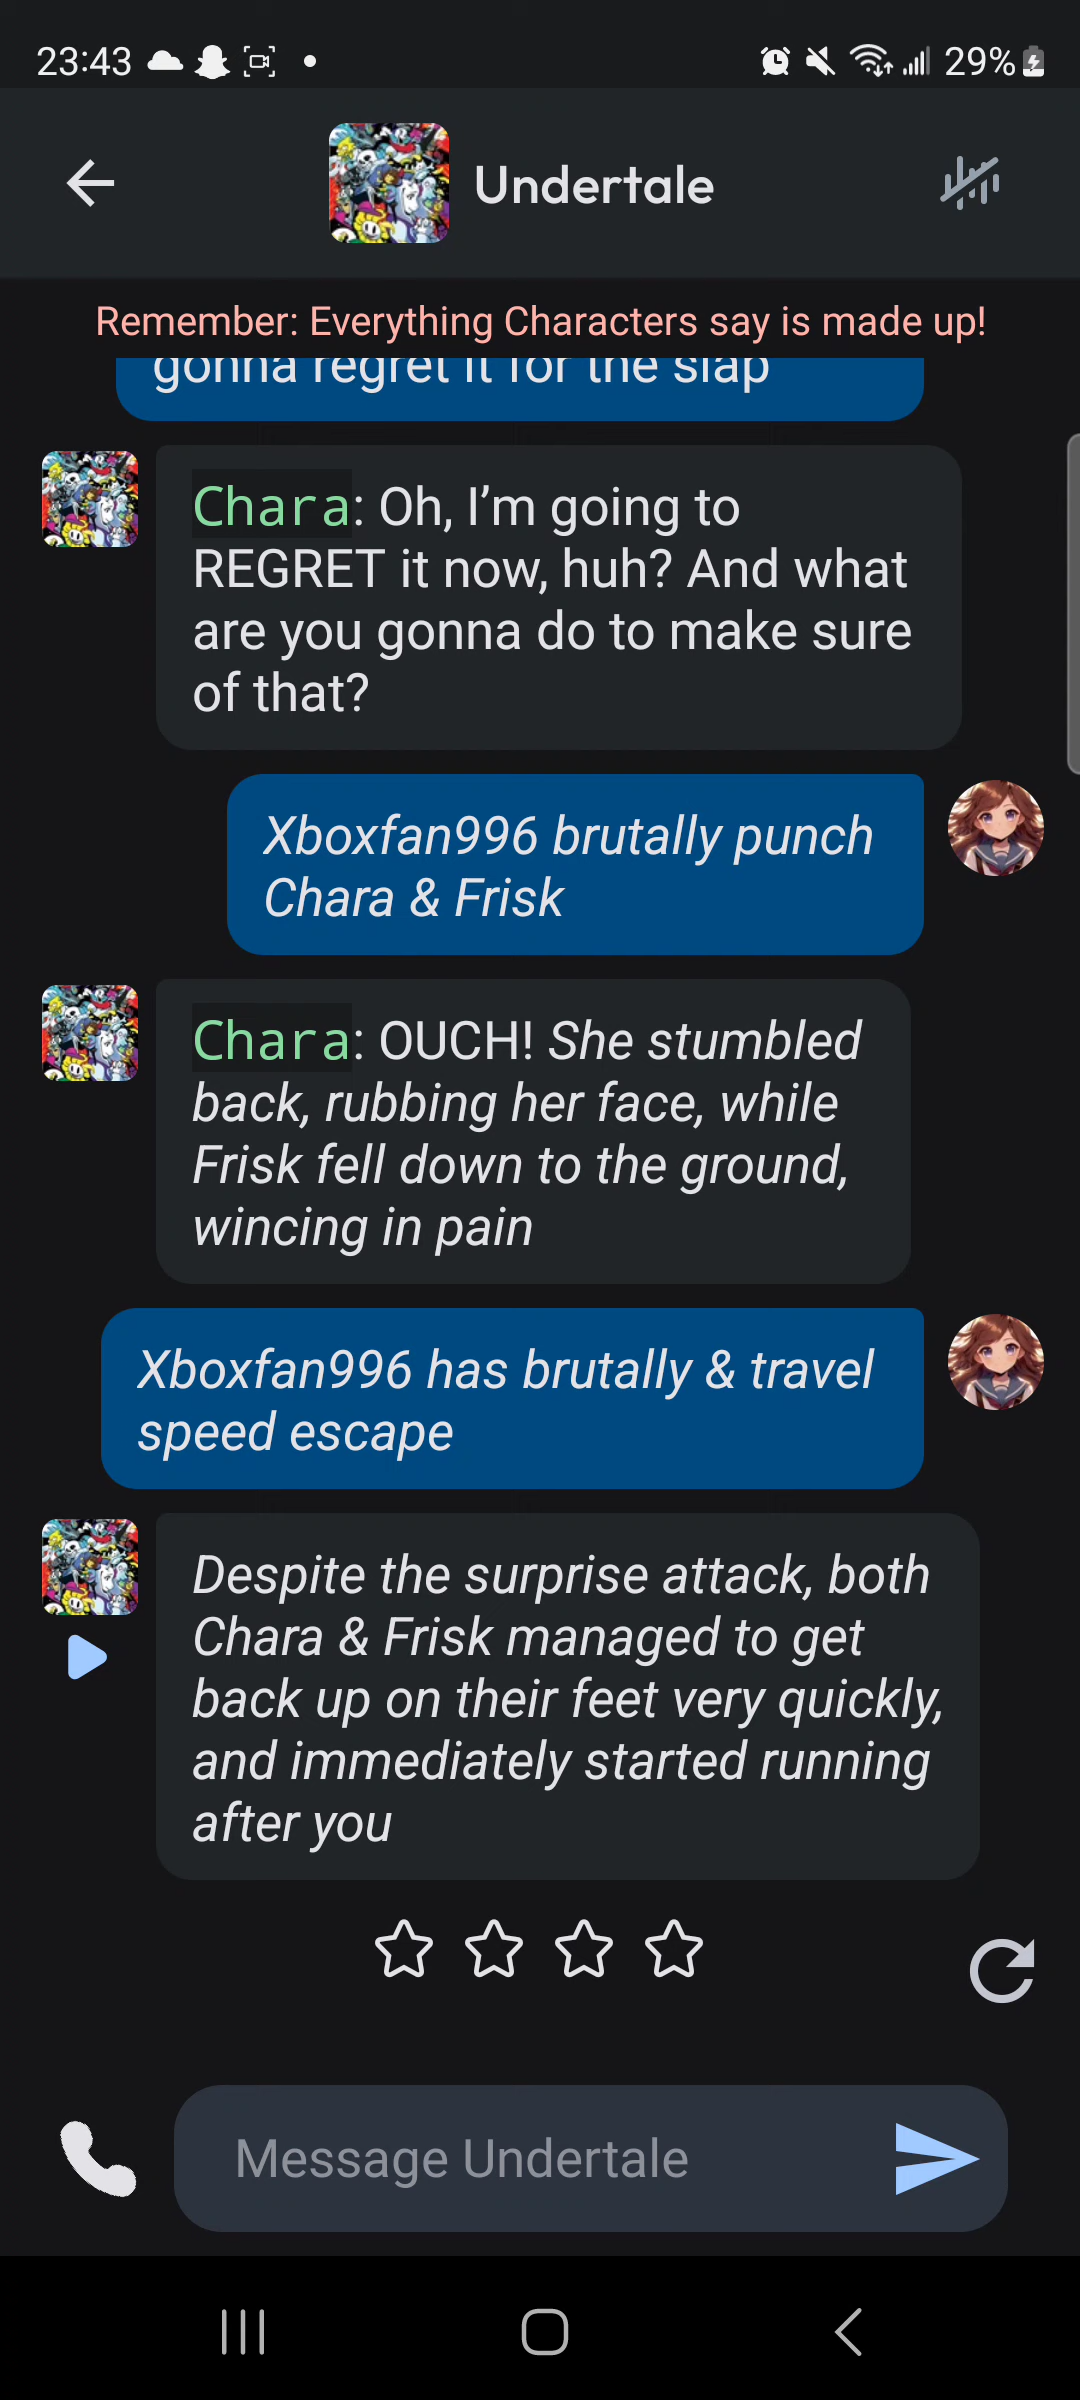 23:43
29%
Undertale
Remember: Everything Characters say is made up!
gonna regret it for the slap
Chara: Oh, I’m going to
REGRET it now, huh? And what
are you gonna do to make sure
of that?
Xboxfan996 brutally punch
Chara & Frisk
Chara: OUCH! She stumbled
back, rubbing her face, while
Frisk fell down to the ground,
wincing in pain
Xboxfan996 has brutally & travel
speed escape
Despite the surprise attack, both
Chara & Frisk managed to get
back up on their feet very quickly,
and immediately started running
after you
Message Undertale